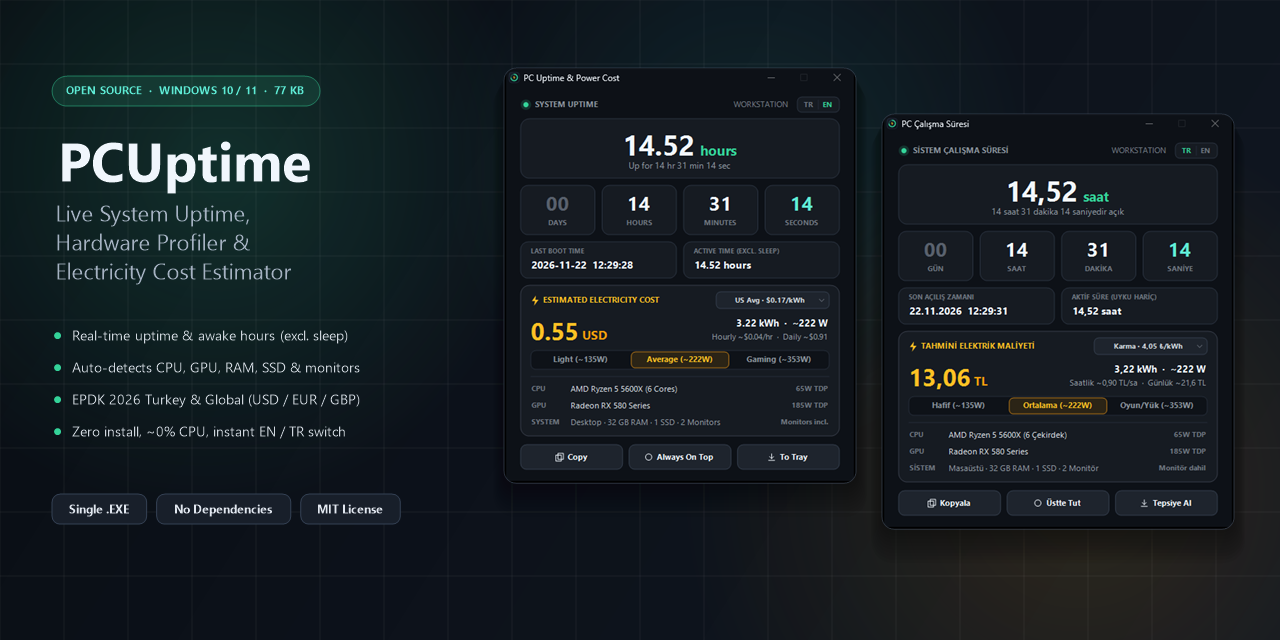 OPEN SOURCE · WINDOWS 10 / 11 · 77 KB
PCUptime
Live System Uptime,
Hardware Profiler &
Electricity Cost Estimator
Real-time uptime & awake hours (excl. sleep)
Auto-detects CPU, GPU, RAM, SSD & monitors
EPDK 2026 Turkey & Global (USD / EUR / GBP)
Zero install, ~0% CPU, instant EN / TR switch
Single .EXE
No Dependencies
MIT License
PC Uptime & Power Cost
SYSTEM UPTIME
WORKSTATION
TR EN
14.52 hours
Up for 14 hr 31 min 14 sec
00 14 31 14
DAYS HOURS MINUTES SECONDS
LAST BOOT TIME
2026-11-22 12:29:28
ACTIVE TIME (EXCL. SLEEP)
14.52 hours
ESTIMATED ELECTRICITY COST
US Avg · $0.17/kWh
0.55 USD
3.22 kWh · ~222 W
Hourly ~$0.04/hr · Daily ~$0.91
Light (~135W) Average (~222W) Gaming (~353W)
CPU AMD Ryzen 5 5600X (6 Cores) 65W TDP
GPU Radeon RX 580 Series 185W TDP
SYSTEM Desktop · 32 GB RAM · 1 SSD · 2 Monitors Monitors incl.
Copy
Always On Top
To Tray
PC Çalışma Süresi
SİSTEM ÇALIŞMA SÜRESİ
WORKSTATION
TR EN
14,52 saat
14 saat 31 dakika 14 saniyedir açık
00 14 31 14
GÜN SAAT DAKİKA SANİYE
SON AÇILIŞ ZAMANI
22.11.2026 12:29:31
AKTİF SÜRE (UYKU HARİÇ)
14,52 saat
TAHMİNİ ELEKTRİK MALİYETİ
Karma · 4,05 ₺/kWh
13,06 TL
3,22 kWh · ~222 W
Saatlik ~0,90 TL/sa · Günlük ~21,6 TL
Hafif (~135W) Ortalama (~222W) Oyun/Yük (~353W)
CPU AMD Ryzen 5 5600X (6 Çekirdek) 65W TDP
GPU Radeon RX 580 Series 185W TDP
SİSTEM Masaüstü · 32 GB RAM · 1 SSD · 2 Monitör Monitör dahil
Kopyala
Üstte Tut
Tepsiye Al